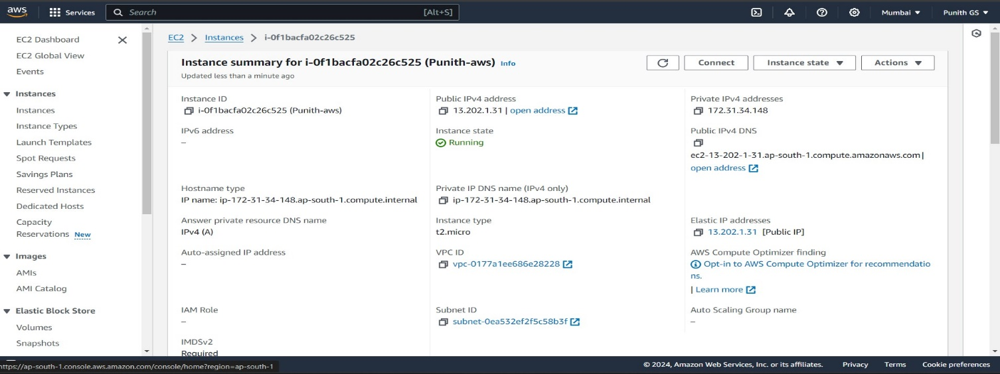 aws
Services
Search
[Alt+S]
Mumbai
Punith GS
EC2 Dashboard
EC2 Global View
Events
Instances
Instances
Instance Types
Launch Templates
Spot Requests
Savings Plans
Reserved Instances
Dedicated Hosts
Capacity
Reservations New
Images
AMIs
AMI Catalog
Elastic Block Store
Volumes
Snapshots
EC2 > Instances > i-0f1bacfa02c26c525
Instance summary for i-0f1bacfa02c26c525 (Punith-aws) Info
Updated less than a minute ago
Connect
Instance state
Actions
Instance ID
i-0f1bacfa02c26c525 (Punith-aws)
Public IPv4 address
13.202.1.31 | open address
Private IPv4 addresses
172.31.34.148
IPv6 address
–
Instance state
Running
Public IPv4 DNS
ec2-13-202-1-31.ap-south-1.compute.amazonaws.com |
open address
Hostname type
IP name: ip-172-31-34-148.ap-south-1.compute.internal
Private IP DNS name (IPv4 only)
ip-172-31-34-148.ap-south-1.compute.internal
Answer private resource DNS name
IPv4 (A)
Instance type
t2.micro
Elastic IP addresses
13.202.1.31 [Public IP]
Auto-assigned IP address
–
VPC ID
vpc-0177a1ee686e28228
AWS Compute Optimizer finding
Opt-in to AWS Compute Optimizer for recommendatio
ns.
| Learn more
IAM Role
–
Subnet ID
subnet-0ea532ef2f5c58b3f
Auto Scaling Group name
–
IMDSv2
Required
https://ap-south-1.console.aws.amazon.com/console/home?region=ap-south-1
© 2024, Amazon Web Services, Inc. or its affiliates.
Privacy
Terms
Cookie preferences